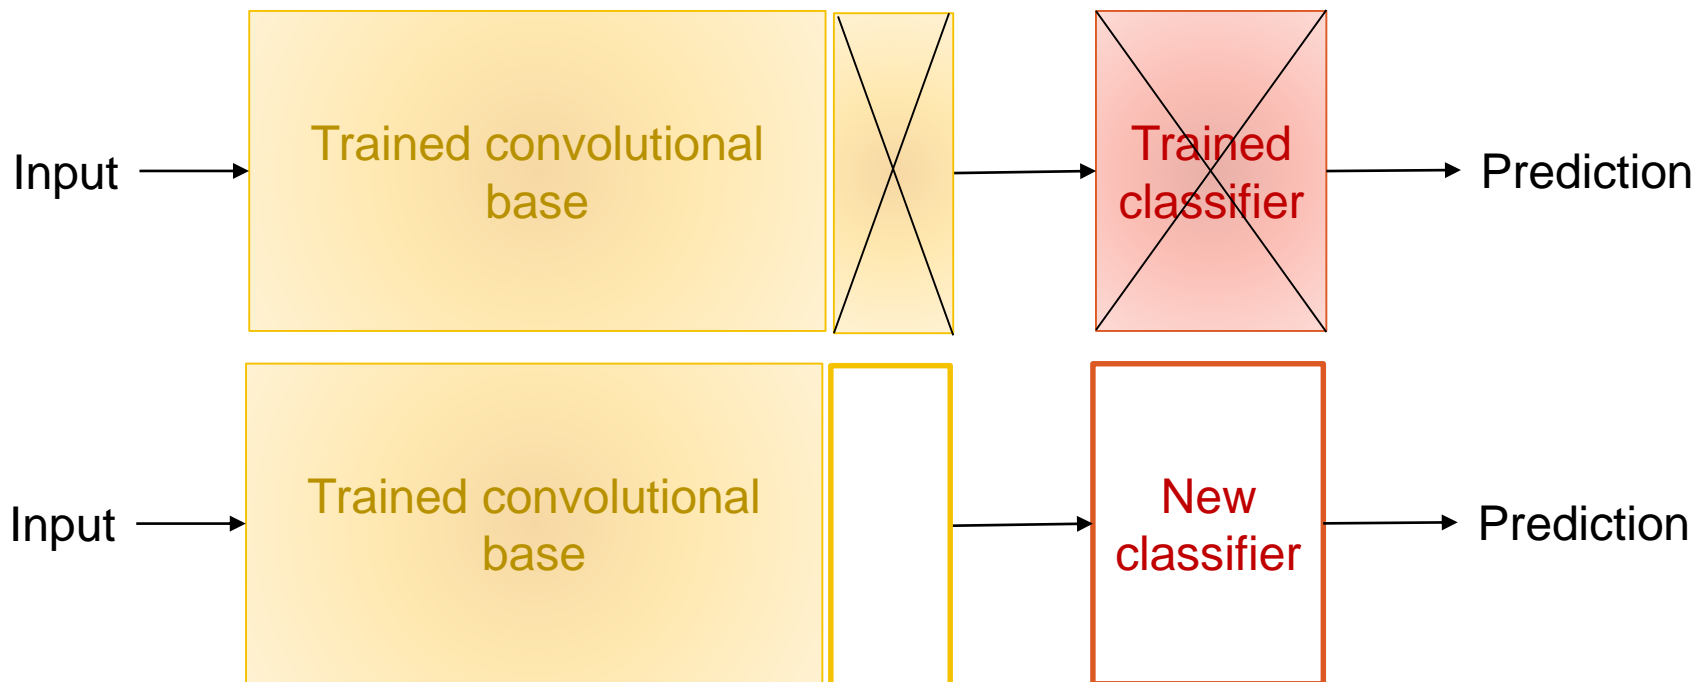 Input
Trained convolutional
base
Trained
classifier
Prediction
Input
Trained convolutional
base
New
classifier
Prediction